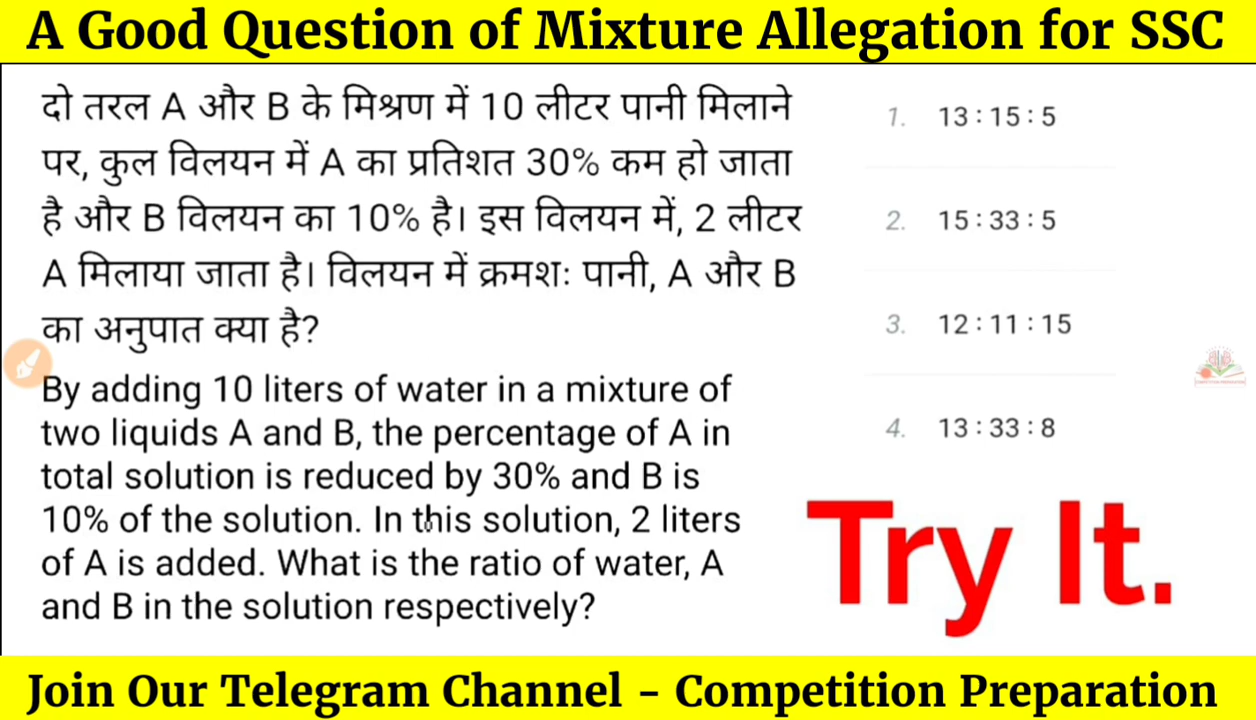 A Good Question of Mixture Allegation for SSC
दो तरल A और B के मिश्रण में 10 लीटर पानी मिलाने
पर, कुल विलयन में A का प्रतिशत 30% कम हो जाता
है और B विलयन का 10% है। इस विलयन में, 2 लीटर
A मिलाया जाता है। विलयन में क्रमशः पानी, A और B
का अनुपात क्या है?
By adding 10 liters of water in a mixture of
two liquids A and B, the percentage of A in
total solution is reduced by 30% and B is
10% of the solution. In this solution, 2 liters
of A is added. What is the ratio of water, A
and B in the solution respectively?
1. 13 : 15 : 5
2. 15 : 33 : 5
3. 12 : 11 : 15
4. 13 : 33 : 8
Try It.
Join Our Telegram Channel - Competition Preparation